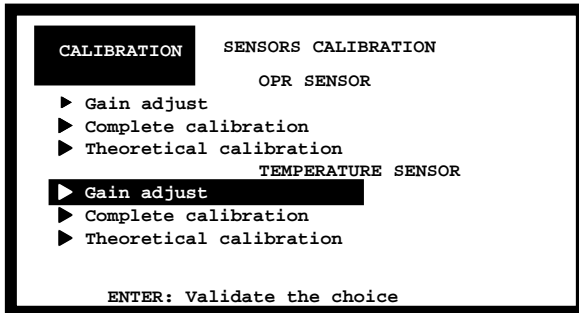 CALIBRATION SENSORS CALIBRATION
OPR SENSOR
Gain adjust
Complete calibration
Theoretical calibration
TEMPERATURE SENSOR
Gain adjust
Complete calibration
Theoretical calibration
ENTER: Validate the choice